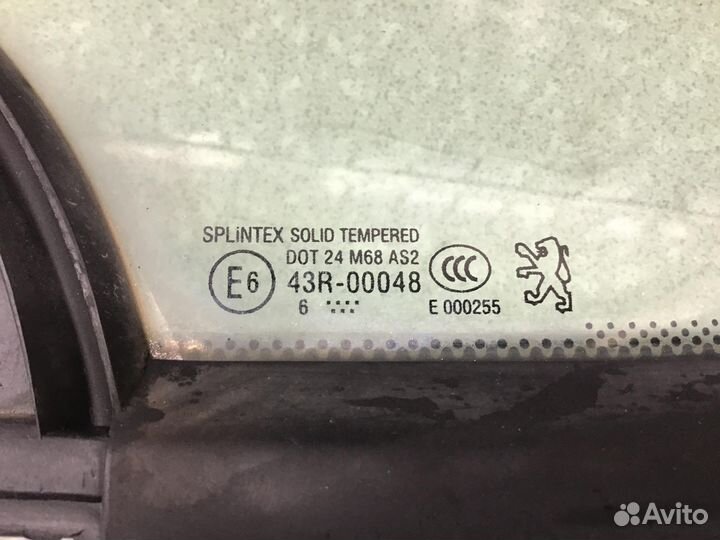 SPLiNTEX SOLID TEMPERED
DOT 24 M68 AS2
E6 43R-00048 CCC
6 E 000255
Avito